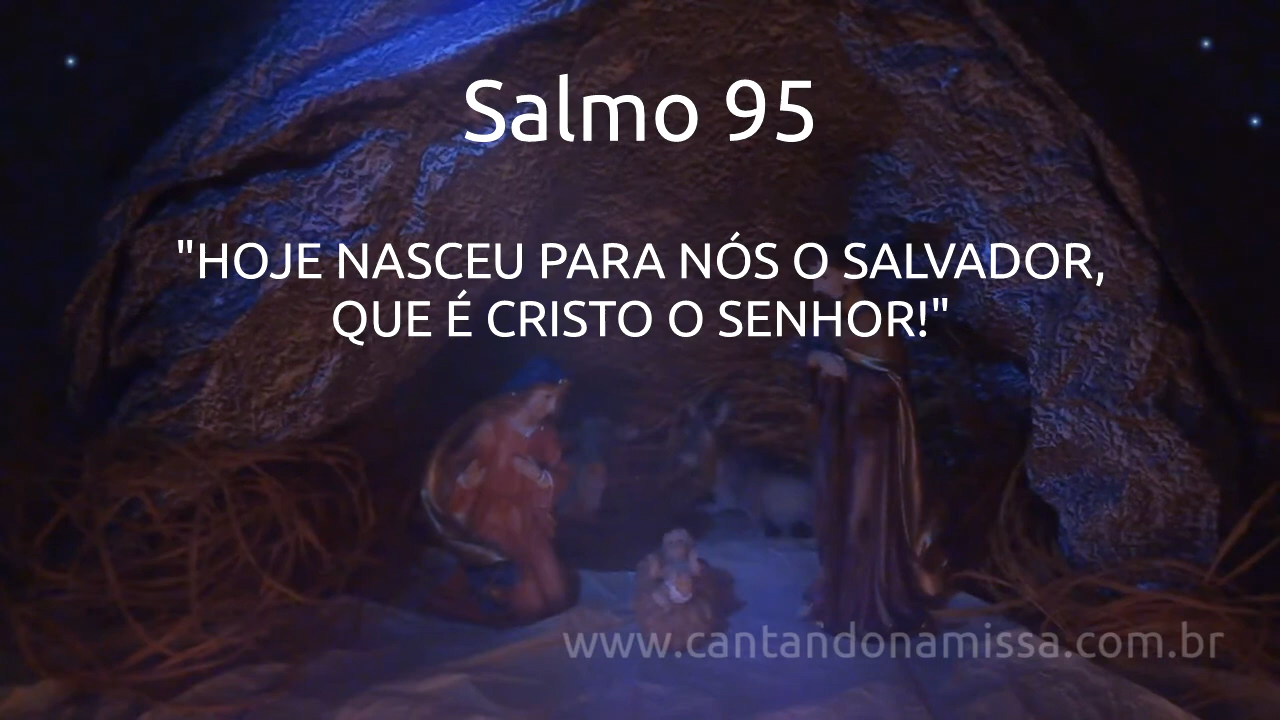 Salmo 95
"HOJE NASCEU PARA NÓS O SALVADOR,
QUE É CRISTO O SENHOR!"
www.cantandonamissa.com.br